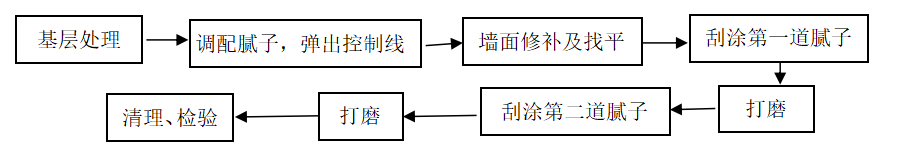 基层处理
调配腻子，弹出控制线
墙面修补及找平
刮涂第一道腻子
打磨
刮涂第二道腻子
打磨
清理、检验